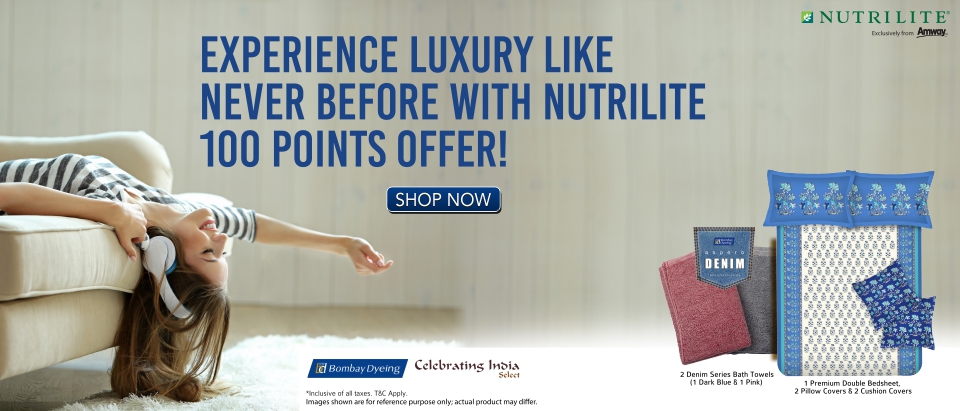 NUTRILITE®
Exclusively from Amway
EXPERIENCE LUXURY LIKE
NEVER BEFORE WITH NUTRILITE
100 POINTS OFFER!
SHOP NOW
Bombay Dyeing
DENIM
2 Denim Series Bath Towels
(1 Dark Blue & 1 Pink)
1 Premium Double Bedsheet,
2 Pillow Covers & 2 Cushion Covers
Bombay Dyeing
Celebrating India
Select
*Inclusive of all taxes. T&C Apply.
Images shown are for reference purpose only; actual product may differ.